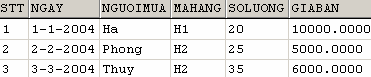 STT NGAY NGUOIMUA MAHANG SOLUONG GIABAN
1 1-1-2004 Ha H1 20 10000.0000
2 2-2-2004 Phong H2 25 5000.0000
3 3-3-2004 Thuy H2 35 6000.0000